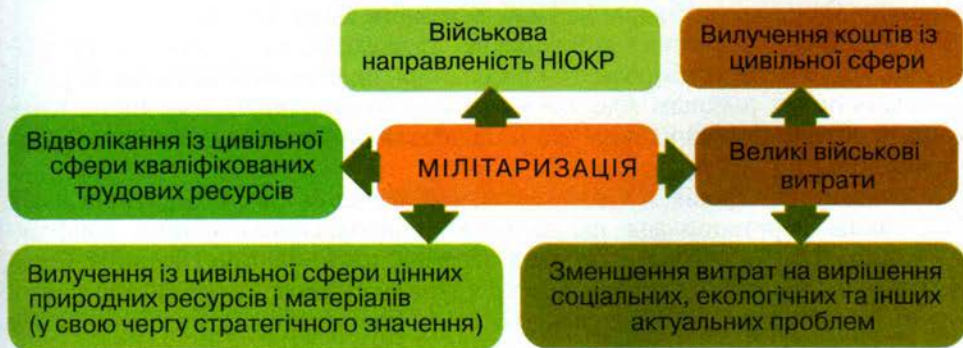 Військова
направленість НІОКР
Вилучення коштів із
цивільної сфери
Відволікання із цивільної
сфери кваліфікованих
трудових ресурсів
МІЛІТАРИЗАЦІЯ
Великі військові
витрати
Вилучення із цивільної сфери цінних
природних ресурсів і матеріалів
(у свою чергу стратегічного значення)
Зменшення витрат на вирішення
соціальних, екологічних та інших
актуальних проблем